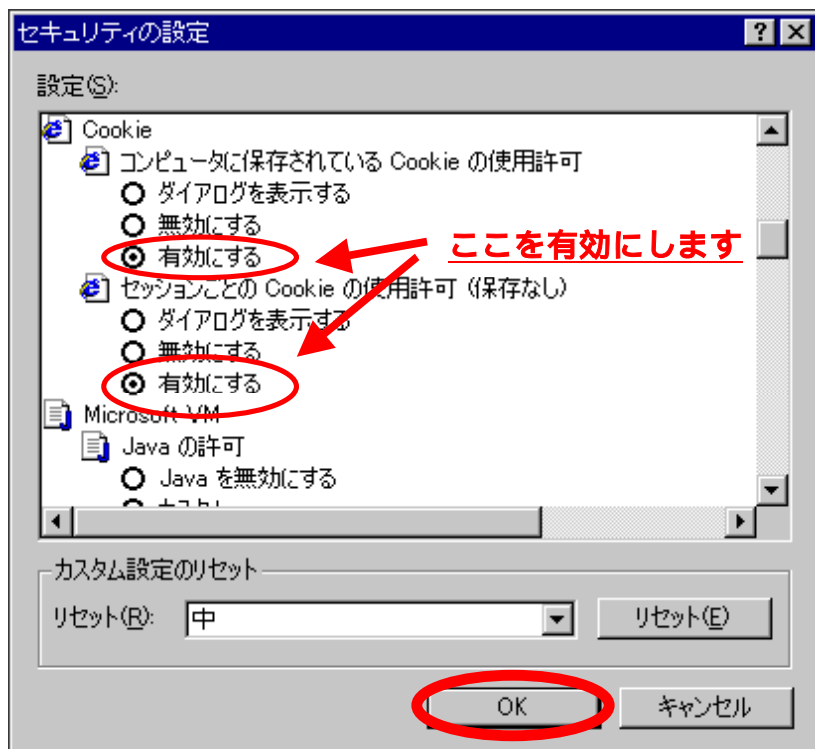 セキュリティの設定
設定(S):
Cookie
コンピュータに保存されている Cookie の使用許可
ダイアログを表示する
無効にする
有効にする
ここを有効にします
セッションごとの Cookie の使用許可 (保存なし)
ダイアログを表示する
無効にする
有効にする
Microsoft VM
Java の許可
Java を無効にする
カスタム設定のリセット
リセット(R):
中
リセット(E)
OK
キャンセル